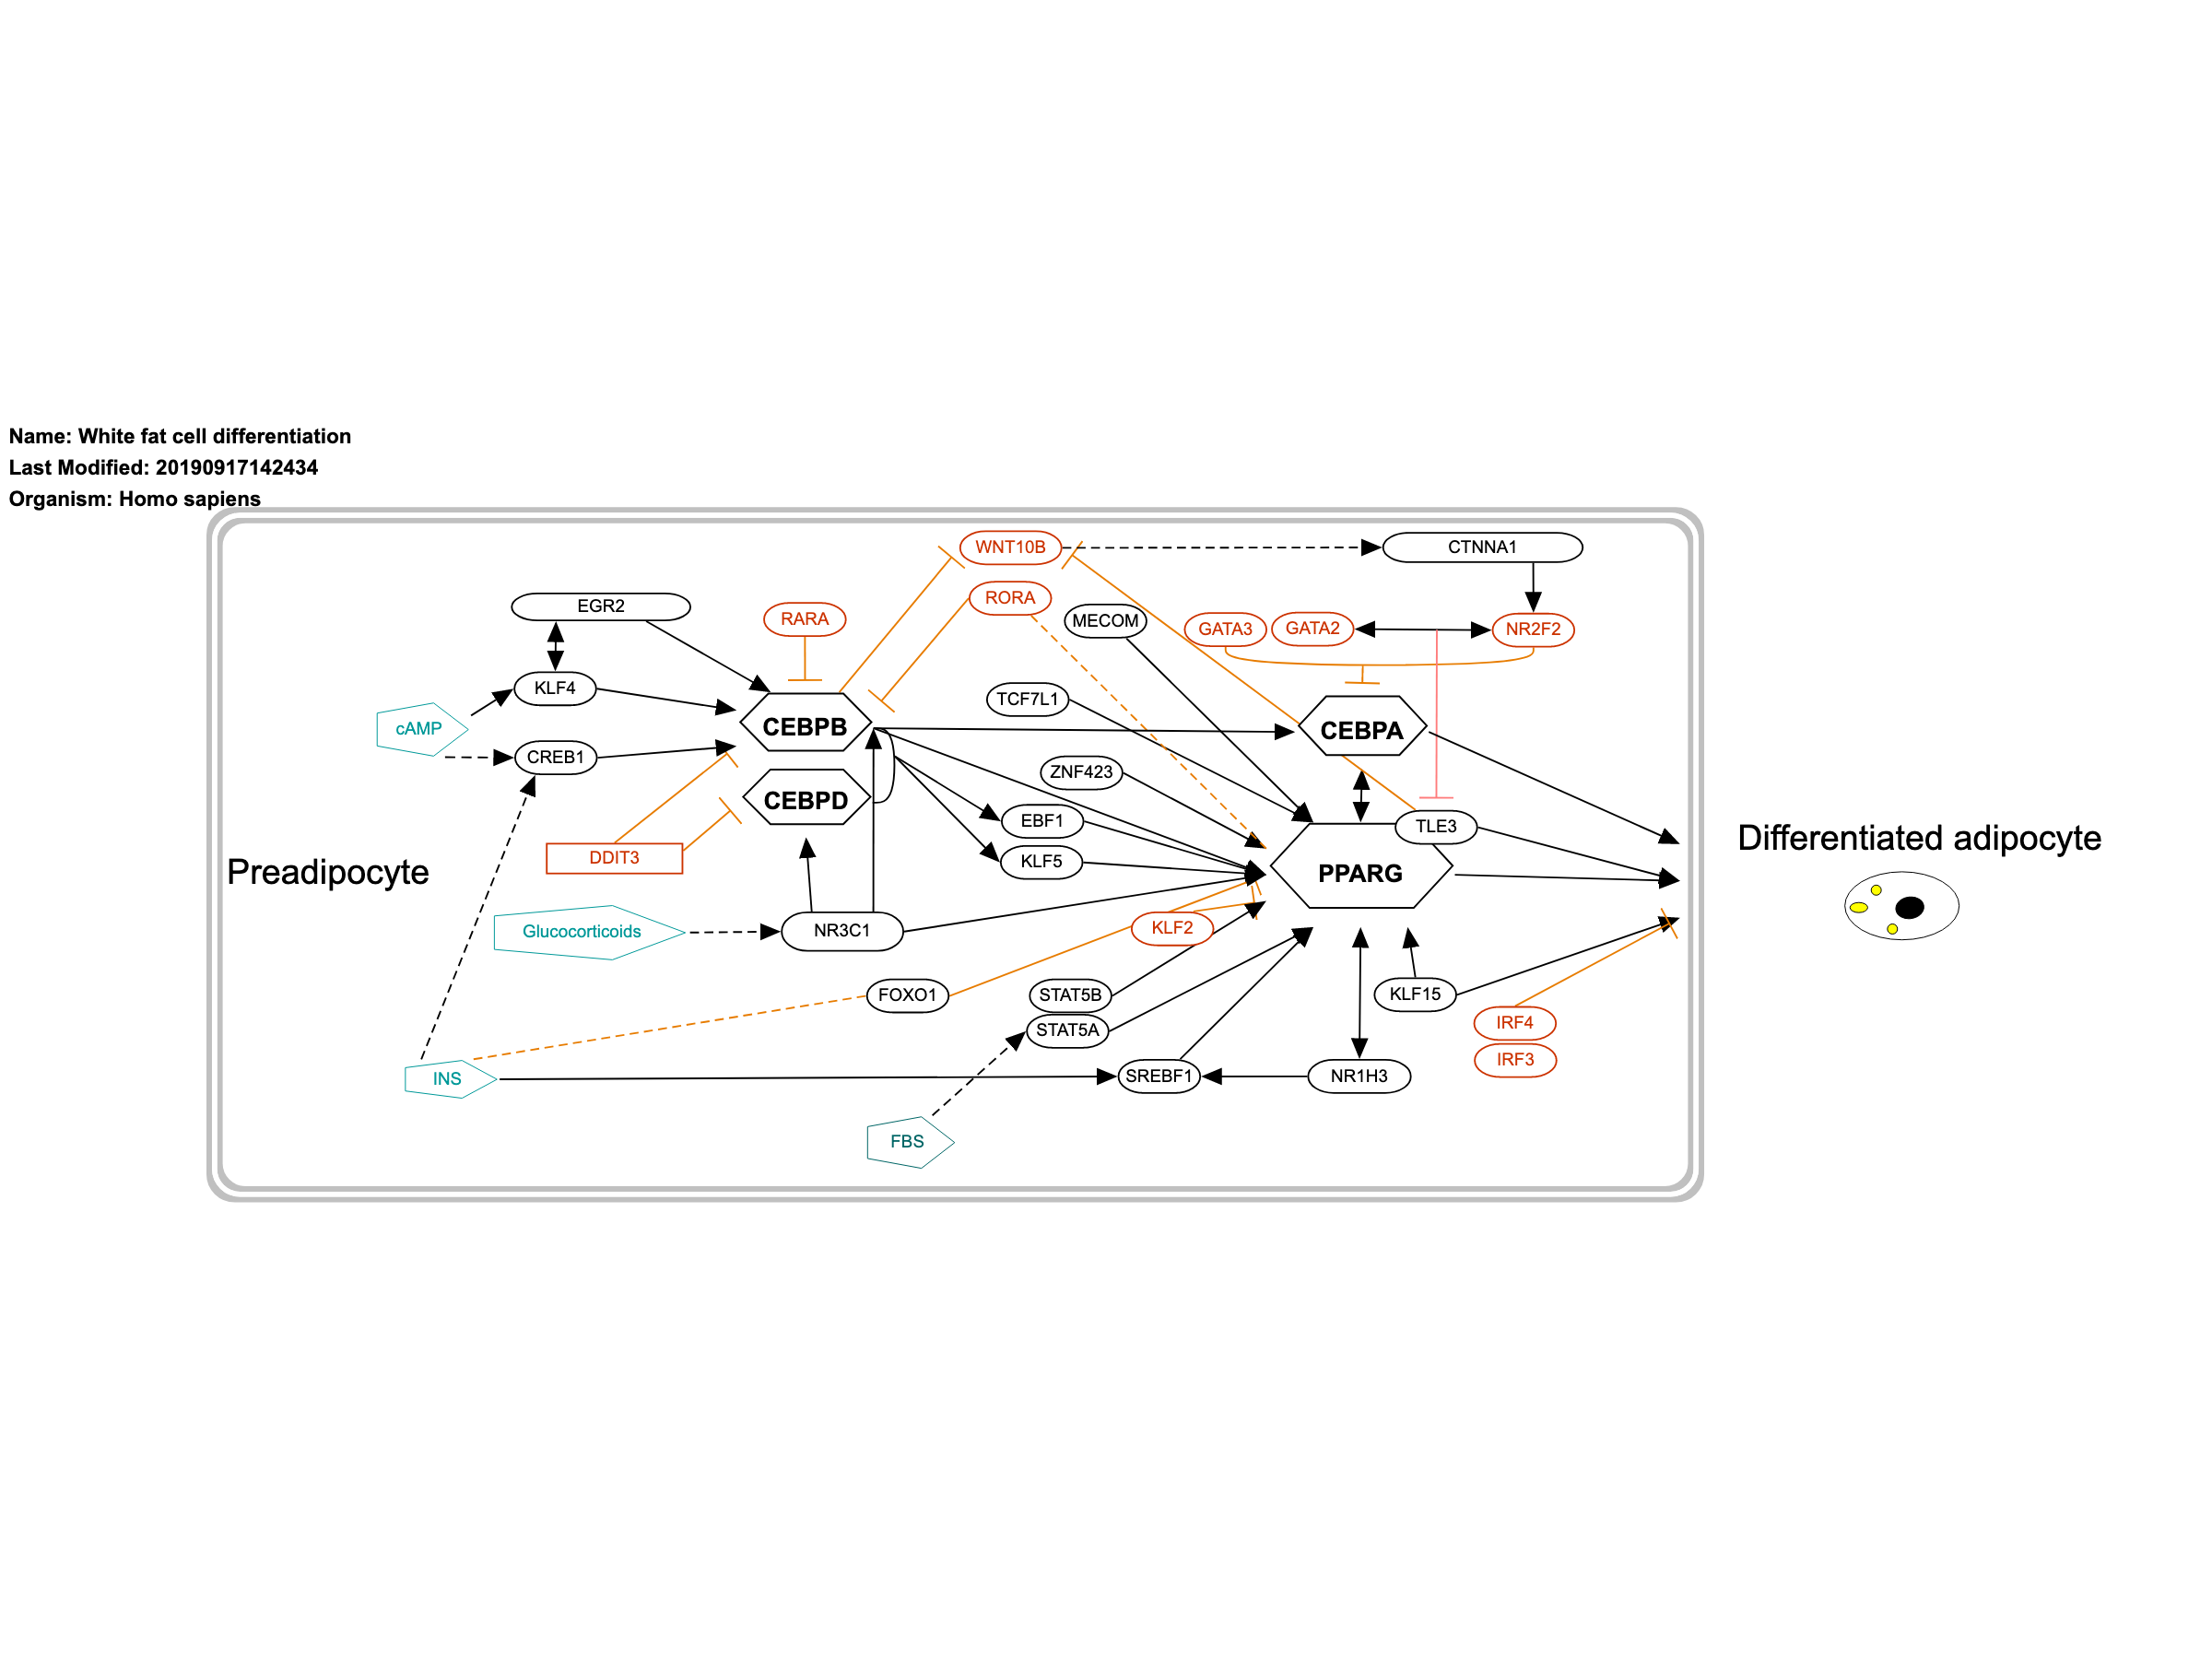 Name: White fat cell differentiation
Last Modified: 20190917142434
Organism: Homo sapiens
WNT10B
CTNNA1
RORA
EGR2
RARA
MECOM
GATA3
GATA2
NR2F2
KLF4
TCF7L1
cAMP
CEBPB
CEBPA
CREB1
ZNF423
CEBPD
EBF1
TLE3
Differentiated adipocyte
DDIT3
KLF5
Preadipocyte
PPARG
Glucocorticoids
NR3C1
KLF2
FOXO1
STAT5B
KLF15
STAT5A
IRF4
IRF3
INS
SREBF1
NR1H3
FBS